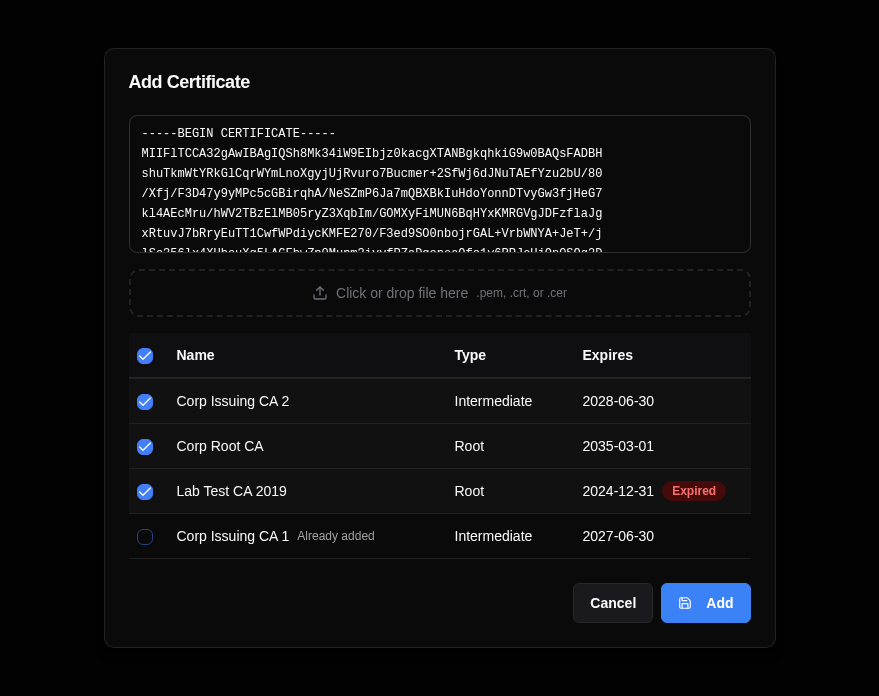 Add Certificate
-----BEGIN CERTIFICATE-----
MIIFlTCCA32gAwIBAgIQSh8Mk34iW9EIbjz0kacgXTANBgkqhkiG9w0BAQsFADBH
shuTkmWtYRkGlCqrWYmLnoXgyjUjRvuro7Bucmer+2SfWj6dJNuTAEfYzu2bU/80
/Xfj/F3D47y9yMPc5cGBirqhA/NeSZmP6Ja7mQBXBkIuHdoYonnDTvyGw3fjHeG7
kl4AEcMru/hWV2TBzElMB05ryZ3XqbIm/GOMXyFiMUN6BqHYxKMRGVgJDFzflaJg
xRtuvJ7bRryEuTT1CwfWPdiycKMFE270/F3ed9SO0nbojrGAL+VrbWNYA+JeT+/j
Click or drop file here .pem, .crt, or .cer
Name Type Expires
Corp Issuing CA 2 Intermediate 2028-06-30
Corp Root CA Root 2035-03-01
Lab Test CA 2019 Root 2024-12-31 Expired
Corp Issuing CA 1 Already added Intermediate 2027-06-30
Cancel Add